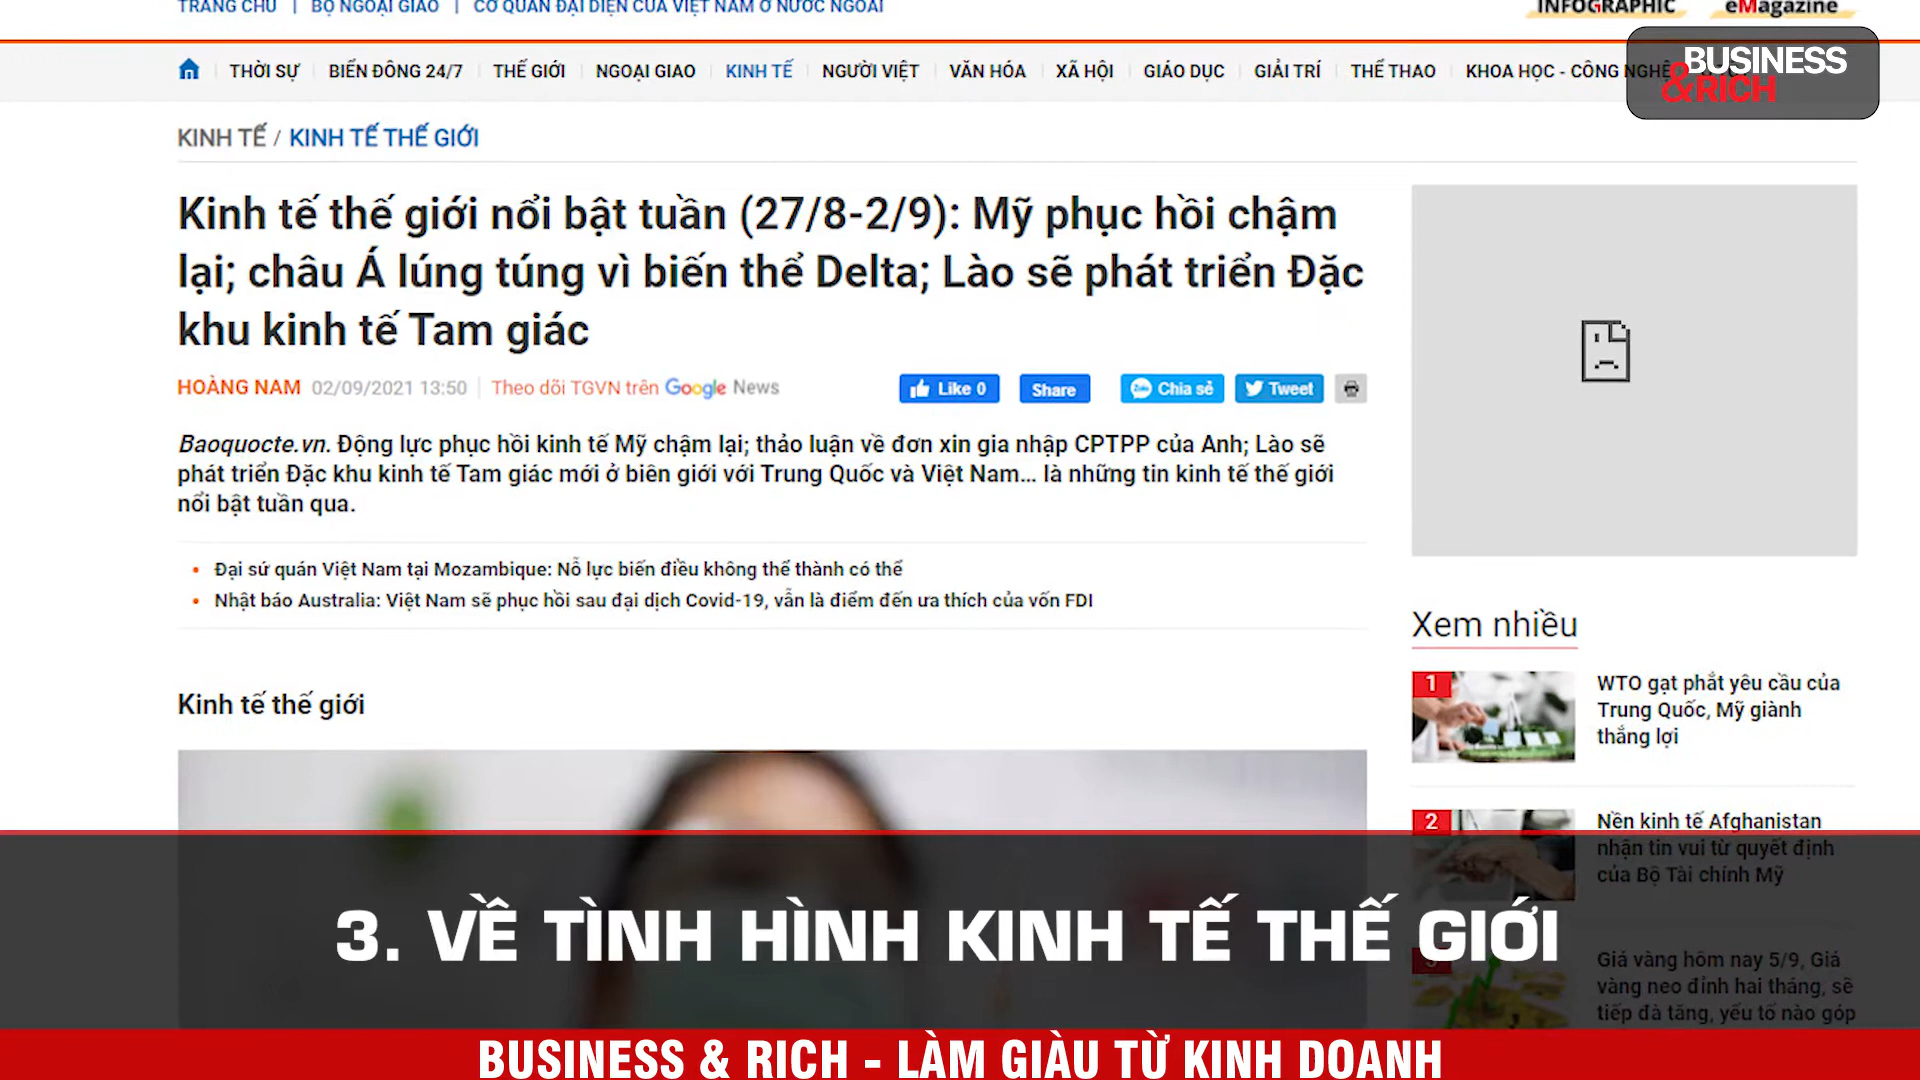 TRANG CHỦ | BỘ NGOẠI GIAO | CƠ QUAN ĐẠI DIỆN CỦA VIỆT NAM Ở NƯỚC NGOÀI
INFOGRAPHIC eMagazine
THỜI SỰ BIỂN ĐÔNG 24/7 THẾ GIỚI NGOẠI GIAO KINH TẾ NGƯỜI VIỆT VĂN HÓA XÃ HỘI GIÁO DỤC GIẢI TRÍ THỂ THAO KHOA HỌC - CÔNG NGHỆ
BUSINESS
&RICH
KINH TẾ / KINH TẾ THẾ GIỚI
Kinh tế thế giới nổi bật tuần (27/8-2/9): Mỹ phục hồi chậm
lại; châu Á lúng túng vì biến thể Delta; Lào sẽ phát triển Đặc
khu kinh tế Tam giác
HOÀNG NAM 02/09/2021 13:50 Theo dõi TGVN trên Google News
Like 0 Share Zalo Chia sẻ Tweet
Baoquocte.vn. Động lực phục hồi kinh tế Mỹ chậm lại; thảo luận về đơn xin gia nhập CPTPP của Anh; Lào sẽ
phát triển Đặc khu kinh tế Tam giác mới ở biên giới với Trung Quốc và Việt Nam... là những tin kinh tế thế giới
nổi bật tuần qua.
• Đại sứ quán Việt Nam tại Mozambique: Nỗ lực biến điều không thể thành có thể
• Nhật báo Australia: Việt Nam sẽ phục hồi sau đại dịch Covid-19, vẫn là điểm đến ưa thích của vốn FDI
Kinh tế thế giới
Xem nhiều
1
WTO gạt phắt yêu cầu của
Trung Quốc, Mỹ giành
thắng lợi
2
Nền kinh tế Afghanistan
nhận tin vui từ quyết định
của Bộ Tài chính Mỹ
3
Giá vàng hôm nay 5/9, Giá
vàng neo đỉnh hai tháng, sẽ
tiếp đà tăng, yếu tố nào góp
3. VỀ TÌNH HÌNH KINH TẾ THẾ GIỚI
BUSINESS & RICH - LÀM GIÀU TỪ KINH DOANH